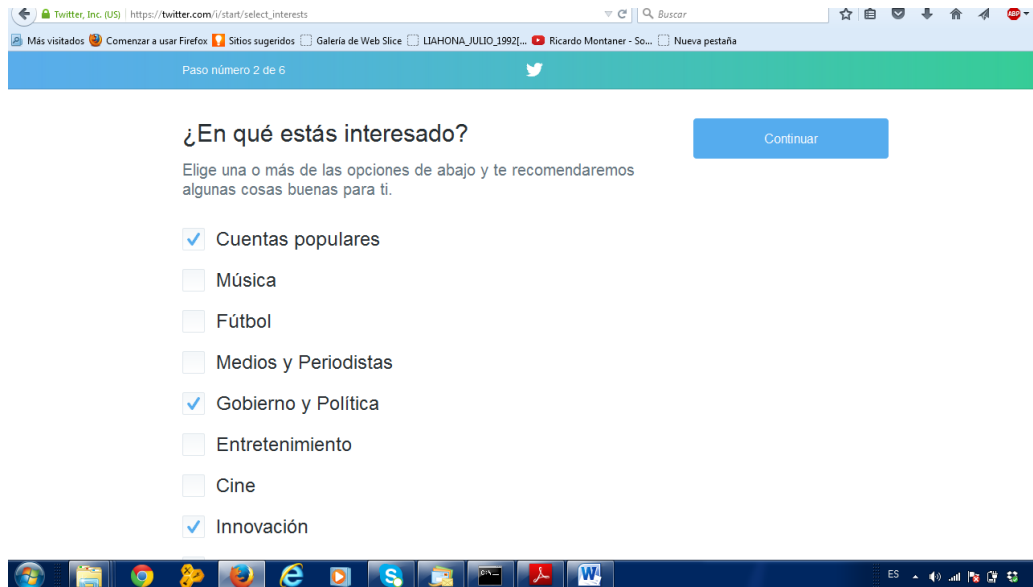 Twitter, Inc. (US) https://twitter.com/i/start/select_interests
Buscar
ABP
Más visitados Comenzar a usar Firefox Sitios sugeridos Galería de Web Slice LIAHONA_JULIO_1992[... Ricardo Montaner - So... Nueva pestaña
Paso número 2 de 6
¿En qué estás interesado?
Continuar
Elige una o más de las opciones de abajo y te recomendaremos
algunas cosas buenas para ti.
Cuentas populares
Música
Fútbol
Medios y Periodistas
Gobierno y Política
Entretenimiento
Cine
Innovación
ES